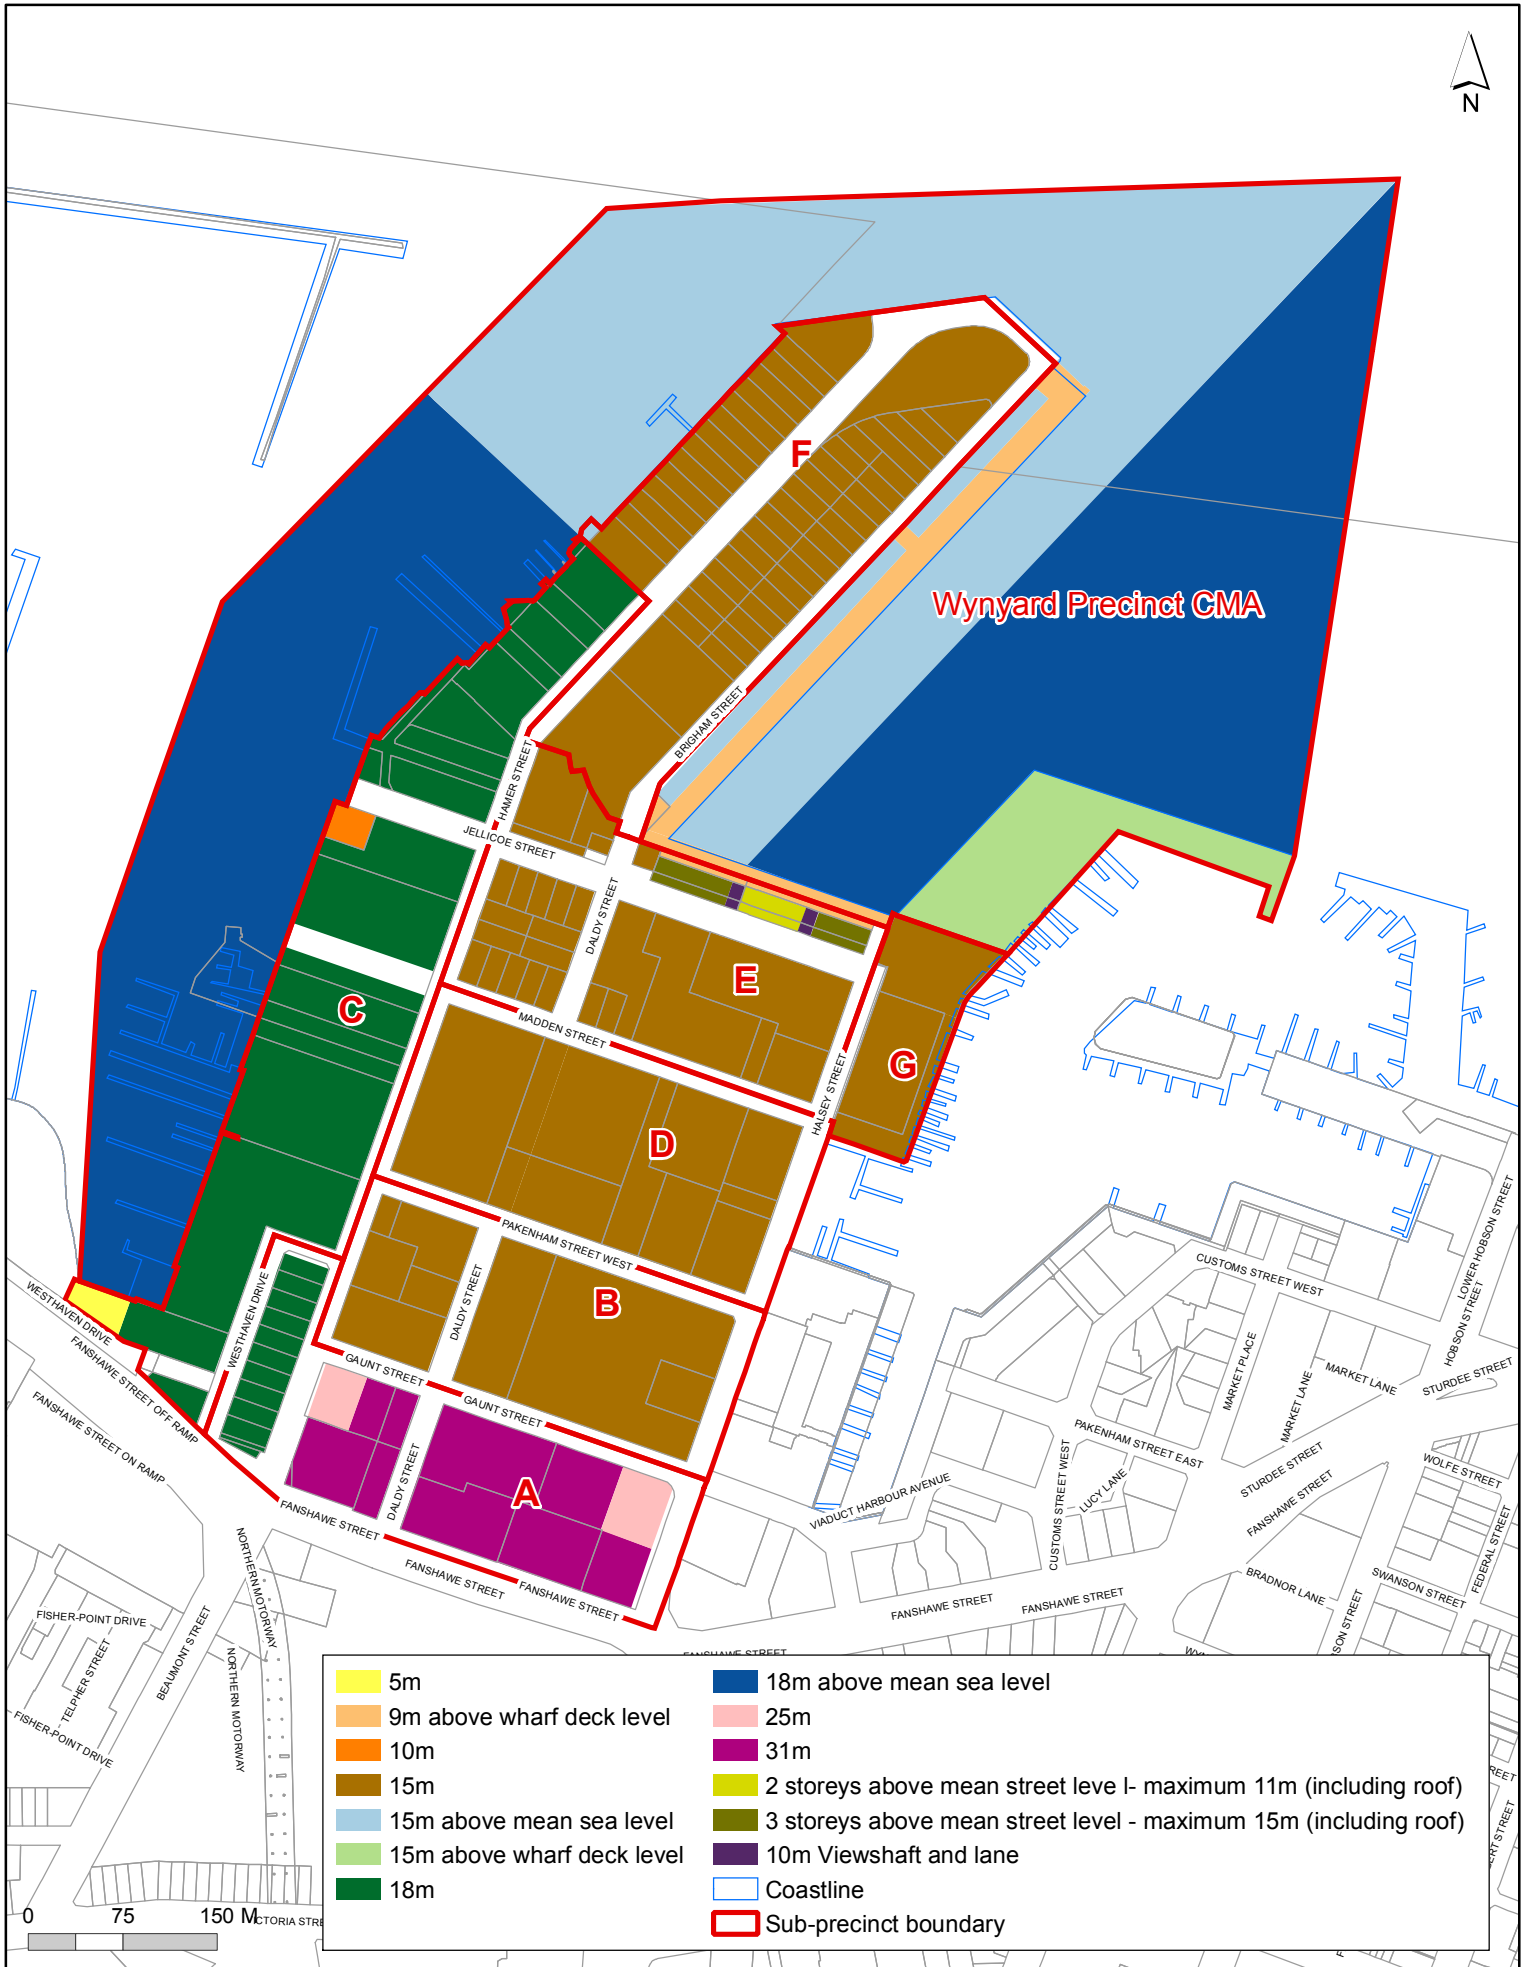 N
F
Wynyard Precinct CMA
BRIGHAM STREET
HAMER STREET
JELLICOE STREET
DALDY STREET
E
C
MADDEN STREET
G
HALSEY STREET
D
PAKENHAM STREET WEST
WESTHAVEN DRIVE
DALDY STREET
B
WESTHAVEN DRIVE
FANSHAWE STREET OFF RAMP
FANSHAWE STREET ON RAMP
GAUNT STREET
GAUNT STREET
A
DALDY STREET
FANSHAWE STREET
FANSHAWE STREET
FANSHAWE STREET
CUSTOMS STREET WEST
LOWER HOBSON STREET
HOBSON STREET
MARKET PLACE
MARKET LANE
MARKET LANE
STURDEE STREET
PAKENHAM STREET EAST
STURDEE STREET
WOLFE STREET
VIADUCT HARBOUR AVENUE
CUSTOMS STREET WEST
LUCY LANE
FANSHAWE STREET
FEDERAL STREET
SWANSON STREET
BRADNOR LANE
FANSHAWE STREET
FANSHAWE STREET
FANSHAWE STREET
NORTHERN MOTORWAY
NORTHERN MOTORWAY
FISHER-POINT DRIVE
BEAUMONT STREET
TELPHER STREET
FISHER-POINT DRIVE
5m
9m above wharf deck level
10m
15m
15m above mean sea level
15m above wharf deck level
18m
18m above mean sea level
25m
31m
2 storeys above mean street leve l- maximum 11m (including roof)
3 storeys above mean street level - maximum 15m (including roof)
10m Viewshaft and lane
Coastline
Sub-precinct boundary
0 75 150 M